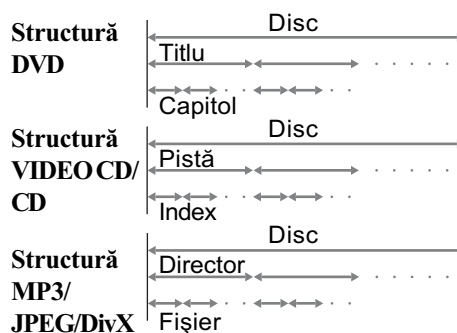 Structură
DVD
Disc
Titlu
Capitol
Structură
VIDEO CD/
CD
Disc
Pistă
Index
Structură
MP3/
JPEG/DivX
Disc
Director
Fişier